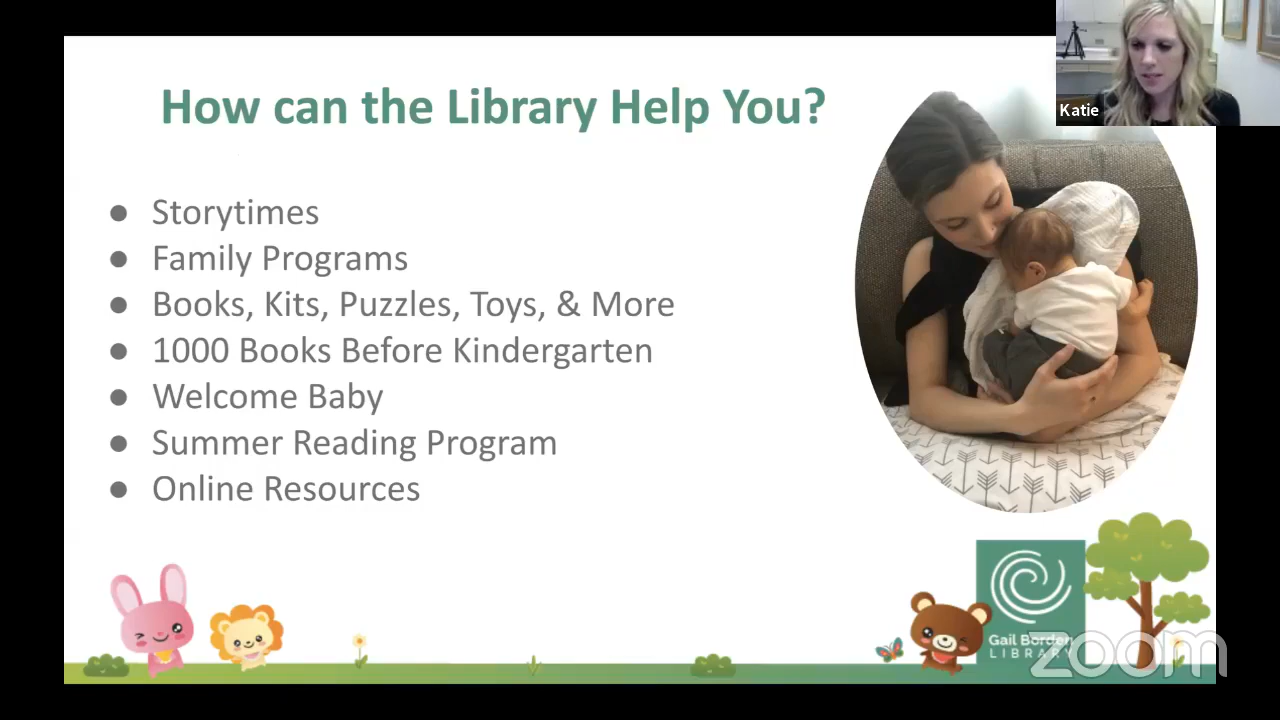 How can the Library Help You?
Katie
● Storytimes
● Family Programs
● Books, Kits, Puzzles, Toys, & More
● 1000 Books Before Kindergarten
● Welcome Baby
● Summer Reading Program
● Online Resources
Gail Borden
LIBRARY
zoom